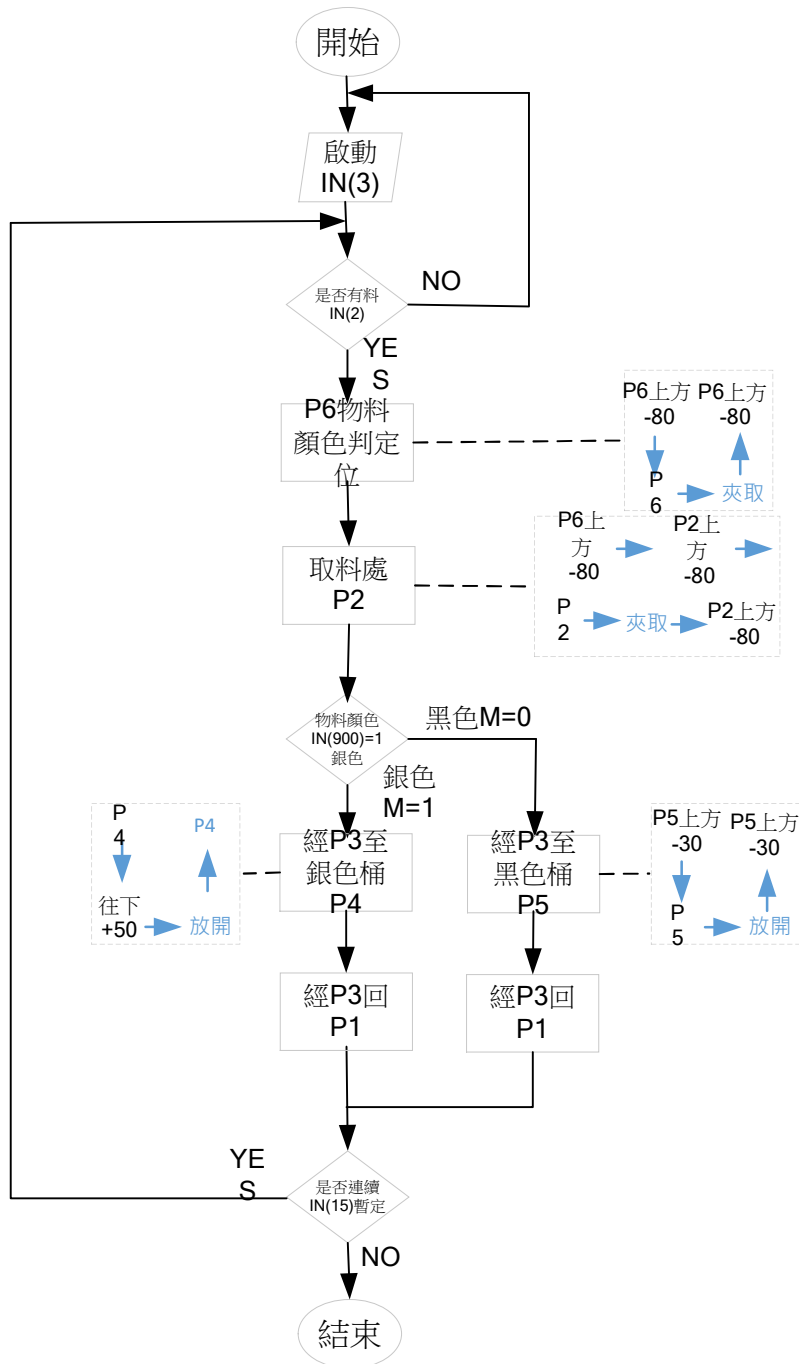 開始
啟動
IN(3)
是否有料
IN(2)
NO
YE
S
P6物料
顏色判定
位
P6上方
-80
P6上方
-80
P
6
夾取
取料處
P2
P6上
方
-80
P2上
方
-80
P
2
夾取
P2上方
-80
物料顏色
IN(900)=1
銀色
黑色M=0
銀色
M=1
P
4
P4
往下
+50
放開
經P3至
銀色桶
P4
經P3至
黑色桶
P5
P5上方
-30
P5上方
-30
P
5
放開
經P3回
P1
經P3回
P1
YE
S
是否連續
IN(15)暫定
NO
結束